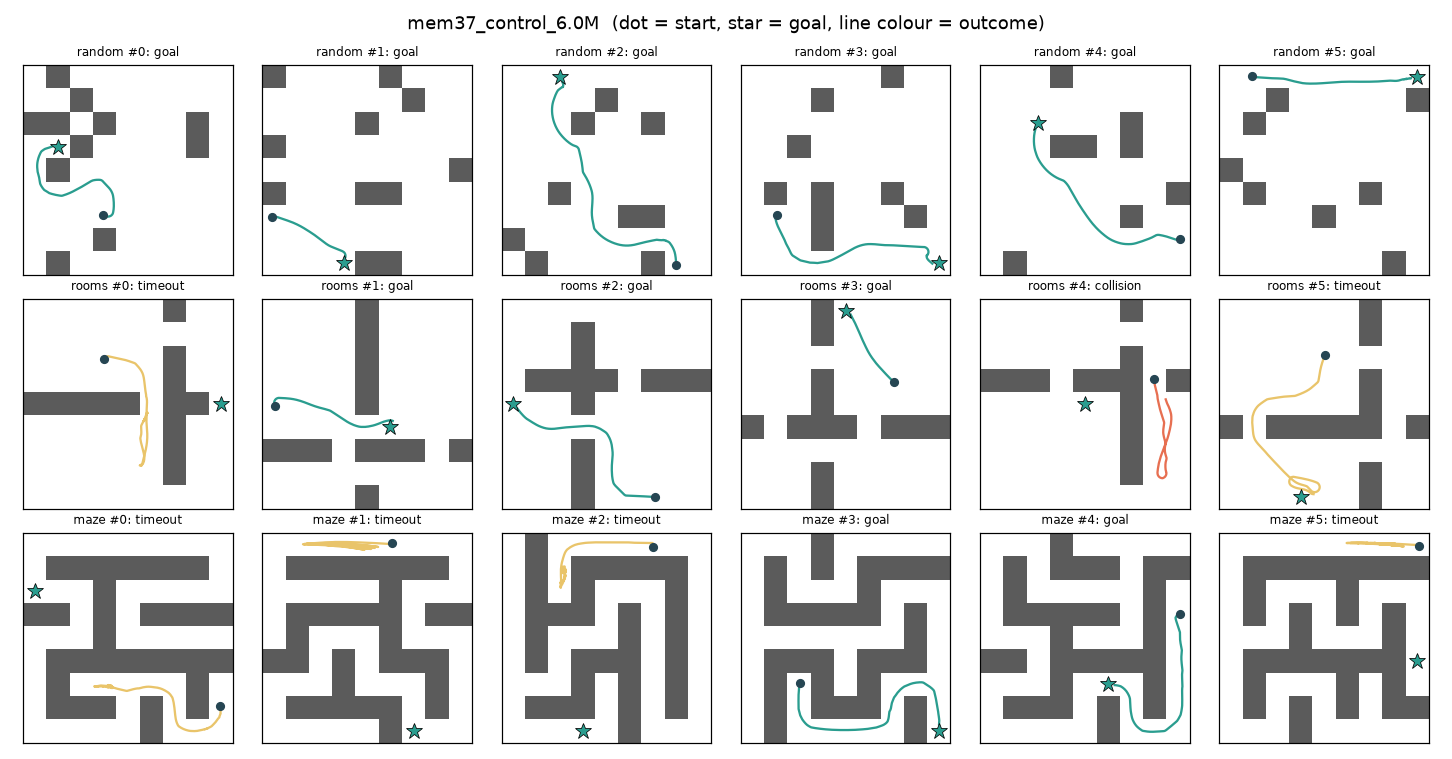 mem37_control_6.0M  (dot = start, star = goal, line colour = outcome)
random #0: goal
random #1: goal
random #2: goal
random #3: goal
random #4: goal
random #5: goal
rooms #0: timeout
rooms #1: goal
rooms #2: goal
rooms #3: goal
rooms #4: collision
rooms #5: timeout
maze #0: timeout
maze #1: timeout
maze #2: timeout
maze #3: goal
maze #4: goal
maze #5: timeout